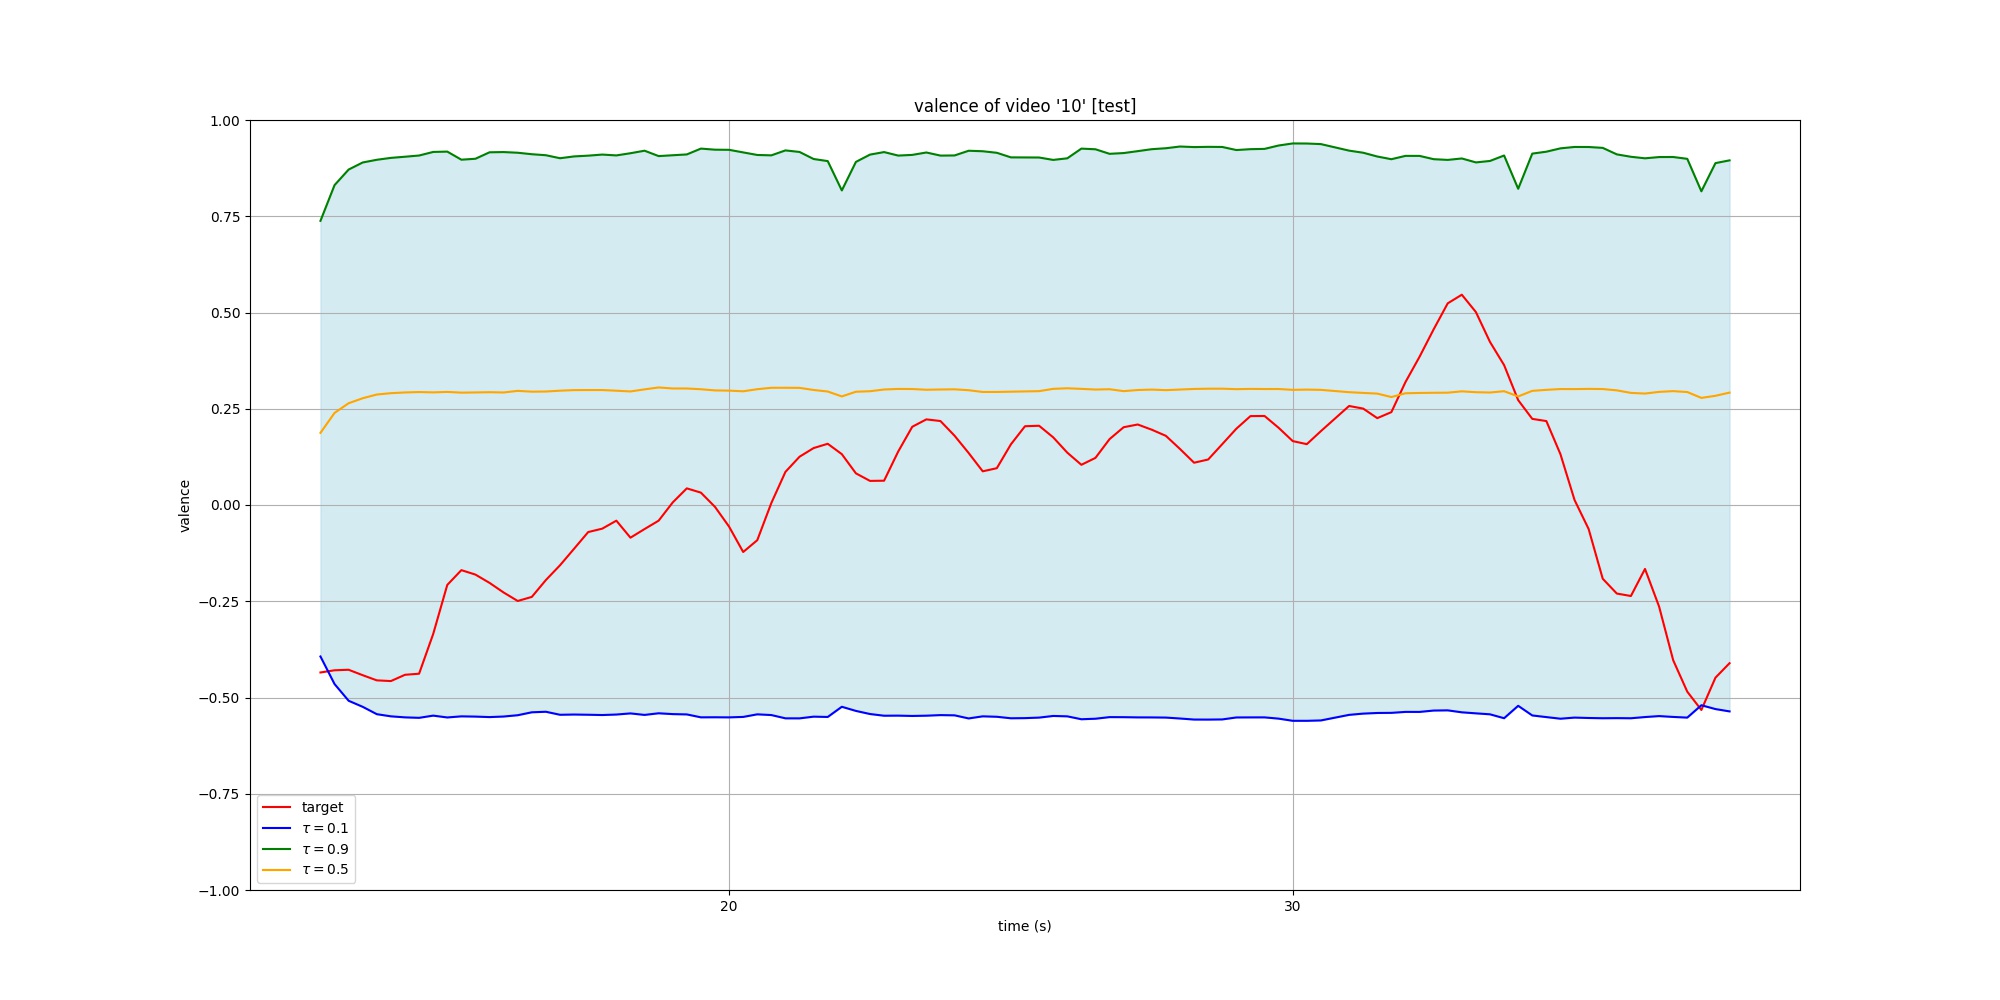 valence of video '10' [test]
1.00
0.75
0.50
0.25
0.00
−0.25
−0.50
−0.75
−1.00
valence
20
30
time (s)
target
τ = 0.1
τ = 0.9
τ = 0.5